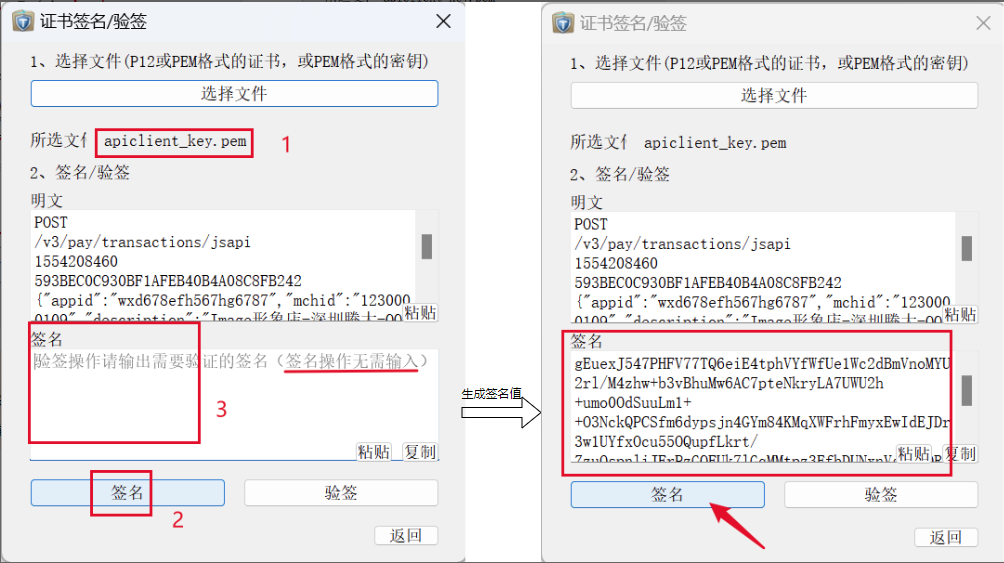 证书签名/验签
1、选择文件(P12或PEM格式的证书，或PEM格式的密钥)
选择文件
所选文件 apiclient_key.pem 1
2、签名/验签
明文
POST
/v3/pay/transactions/jsapi
1554208460
593BEC0C930BF1AFEB40B4A08C8FB242
{"appid":"wxd678efh567hg6787","mchid":"123000
0109","description":"Image形象店-深圳腾大-QQ
粘贴
签名
验签操作请输出需要验证的签名（签名操作无需输入）
3
粘贴 复制
签名 验签
2
返回
生成签名值
证书签名/验签
1、选择文件(P12或PEM格式的证书，或PEM格式的密钥)
选择文件
所选文件 apiclient_key.pem
2、签名/验签
明文
POST
/v3/pay/transactions/jsapi
1554208460
593BEC0C930BF1AFEB40B4A08C8FB242
{"appid":"wxd678efh567hg6787","mchid":"123000
0109","description":"Image形象店-深圳腾大-QQ
粘贴
签名
gEuexJ547PHFV77TQ6eiE4tphVYfWfUe1Wc2dBmVnoMYU
2rl/M4zhw+b3vBhuMw6AC7pteNkryLA7UWU2h
+umo0OdSuuLm1+
+O3NckQPCSfm6dypsjn4GYm84KMqXWFrhFmyxEwIdEJDr
3w1UYfxOcu55OQupfLkrt/
粘贴 复制
签名 验签
返回